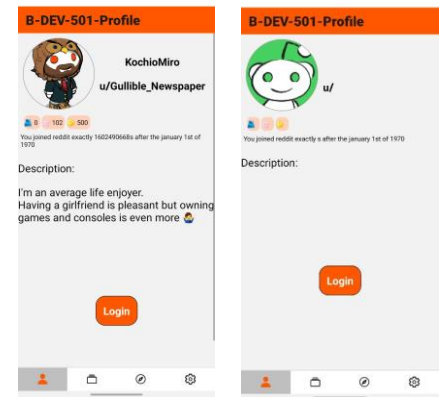 B-DEV-501-Profile
KochioMiro
u/Gullible_Newspaper
0 102 500
You joined reddit exactly 1602490668s after the january 1st of
1970
Description:
I'm an average life enjoyer.
Having a girlfriend is pleasant but owning
games and consoles is even more
Login
B-DEV-501-Profile
u/
You joined reddit exactly s after the january 1st of 1970
Description:
Login